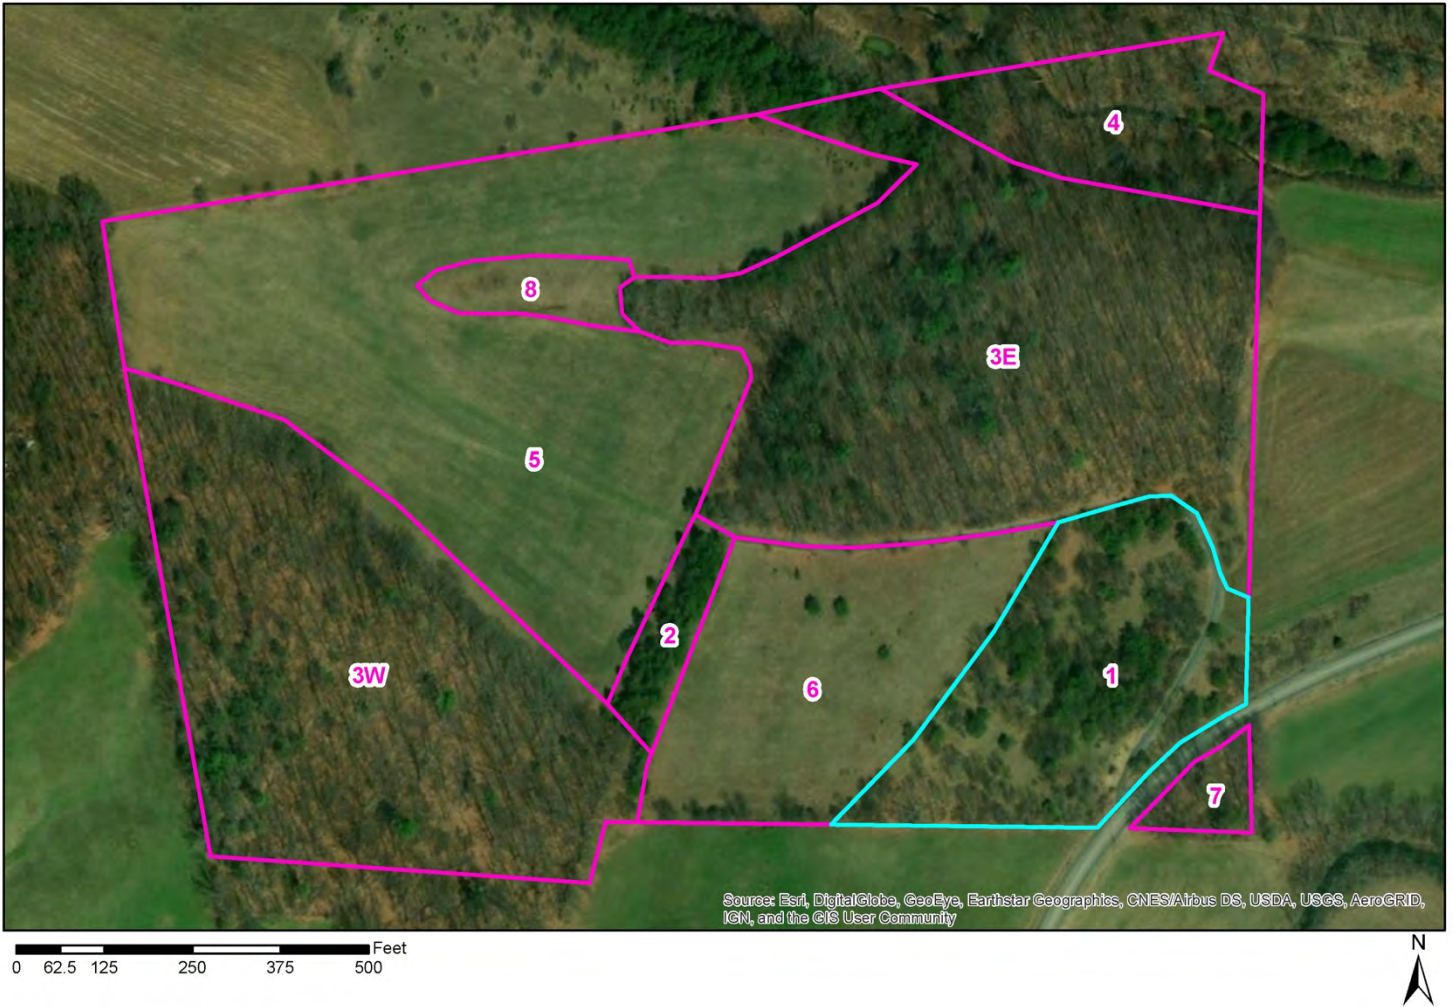 4
8
3E
5
2
3W
6
1
7
Source: Esri, DigitalGlobe, GeoEye, Earthstar Geographics, CNES/Airbus DS, USDA, USGS, AeroGRID,
IGN, and the GIS User Community
Feet
0 62.5 125 250 375 500
N